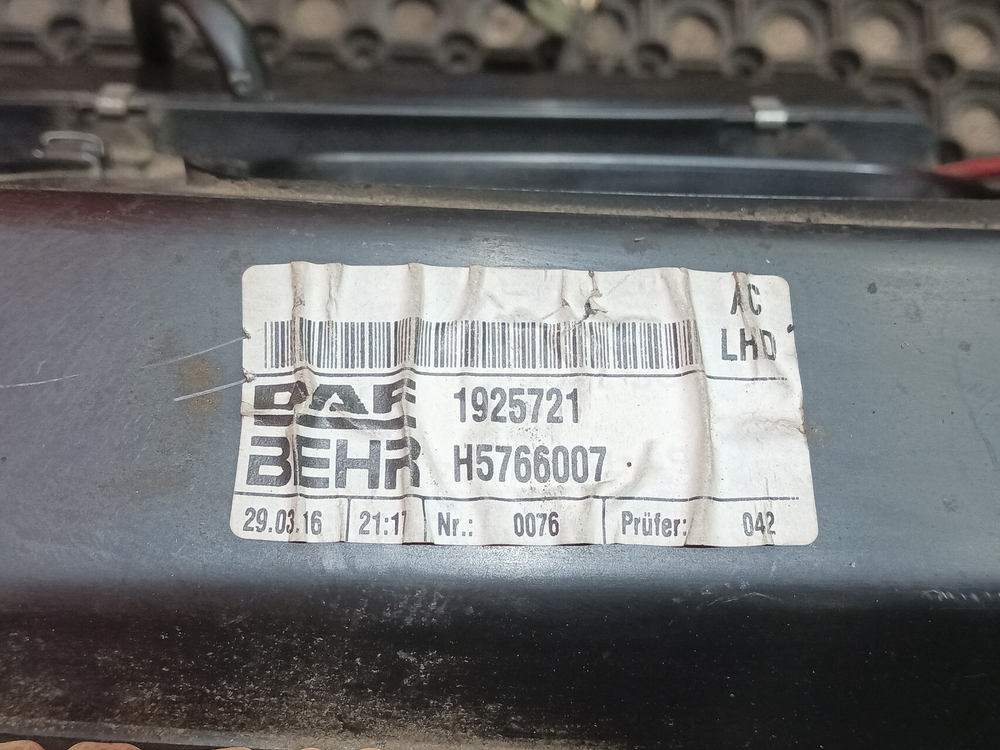 AC
LHD
DAF 1925721
BEHR H5766007
29.03.16 21:17 Nr.: 0076 Prüfer: 042